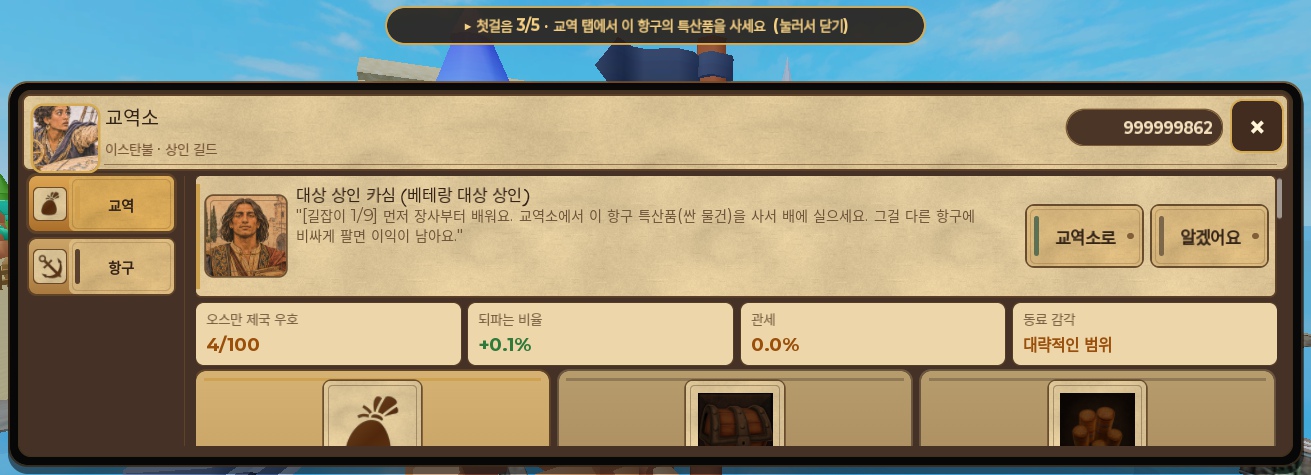 ▸ 첫걸음 3/5 · 교역 탭에서 이 항구의 특산품을 사세요 (눌러서 닫기)
교역소
이스탄불 · 상인 길드
999999862
×
교역
항구
대상 상인 카심 (베테랑 대상 상인)
"[길잡이 1/9] 먼저 장사부터 배워요. 교역소에서 이 항구 특산품(싼 물건)을 사서 배에 실으세요. 그걸 다른 항구에
비싸게 팔면 이익이 남아요."
교역소로
알겠어요
오스만 제국 우호
4/100
되파는 비율
+0.1%
관세
0.0%
동료 감각
대략적인 범위